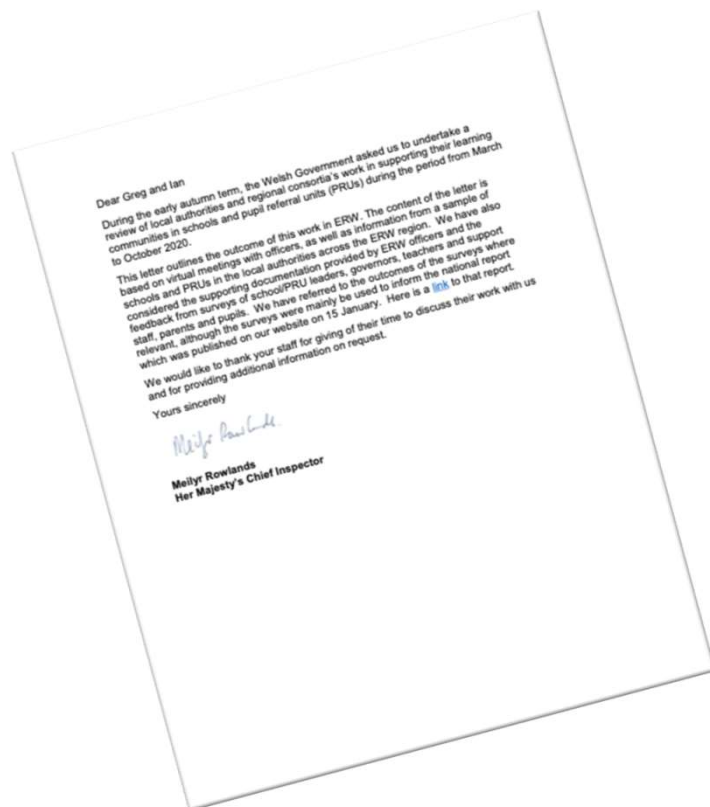 Dear Greg and Ian
During the early autumn term, the Welsh Government asked us to undertake a
review of local authorities and regional consortia's work in supporting their learning
communities in schools and pupil referral units (PRUs) during the period from March
to October 2020.
This letter outlines the outcome of this work in ERW. The content of the letter is
based on virtual meetings with officers, as well as information from a sample of
schools and PRUs in the local authorities across the ERW region. We have also
considered the supporting documentation provided by ERW officers and the
feedback from surveys of school/PRU leaders, governors, teachers and support
staff, parents and pupils. We have referred to the outcomes of the surveys where
relevant, although the surveys were mainly be used to inform the national report
which was published on our website on 15 January. Here is a link to that report.
We would like to thank your staff for giving of their time to discuss their work with us
and for providing additional information on request.
Yours sincerely
Meilyr Rowlands
Meilyr Rowlands
Her Majesty's Chief Inspector